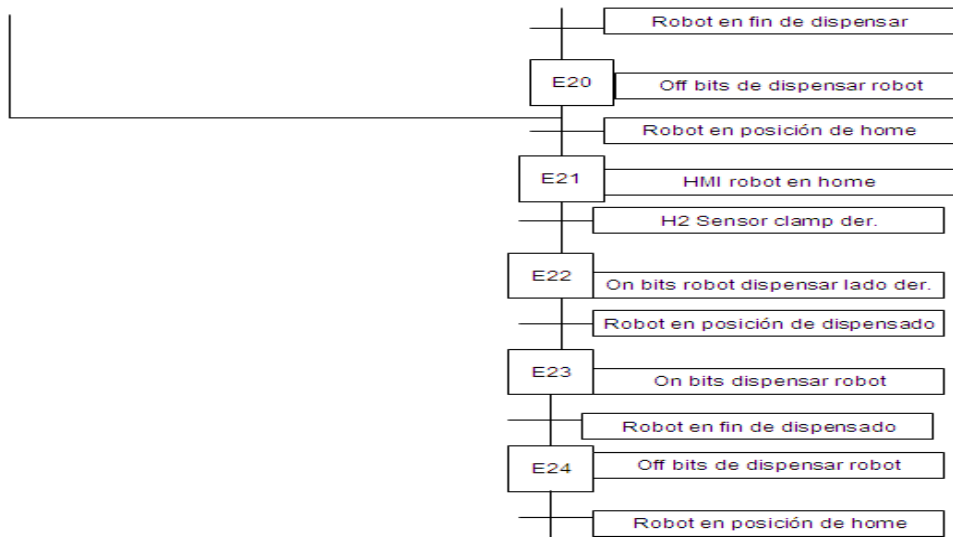 Robot en fin de dispensar
E20
Off bits de dispensar robot
Robot en posición de home
E21
HMI robot en home
H2 Sensor clamp der.
E22
On bits robot dispensar lado der.
Robot en posición de dispensado
E23
On bits dispensar robot
Robot en fin de dispensado
E24
Off bits de dispensar robot
Robot en posición de home